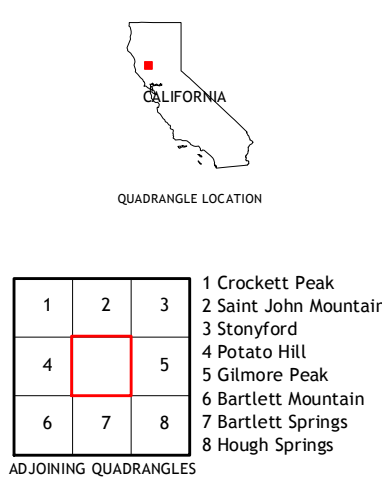 CALIFORNIA
QUADRANGLE LOCATION
1 2 3
4 5
6 7 8
1 Crockett Peak
2 Saint John Mountain
3 Stonyford
4 Potato Hill
5 Gilmore Peak
6 Bartlett Mountain
7 Bartlett Springs
8 Hough Springs
ADJOINING QUADRANGLES